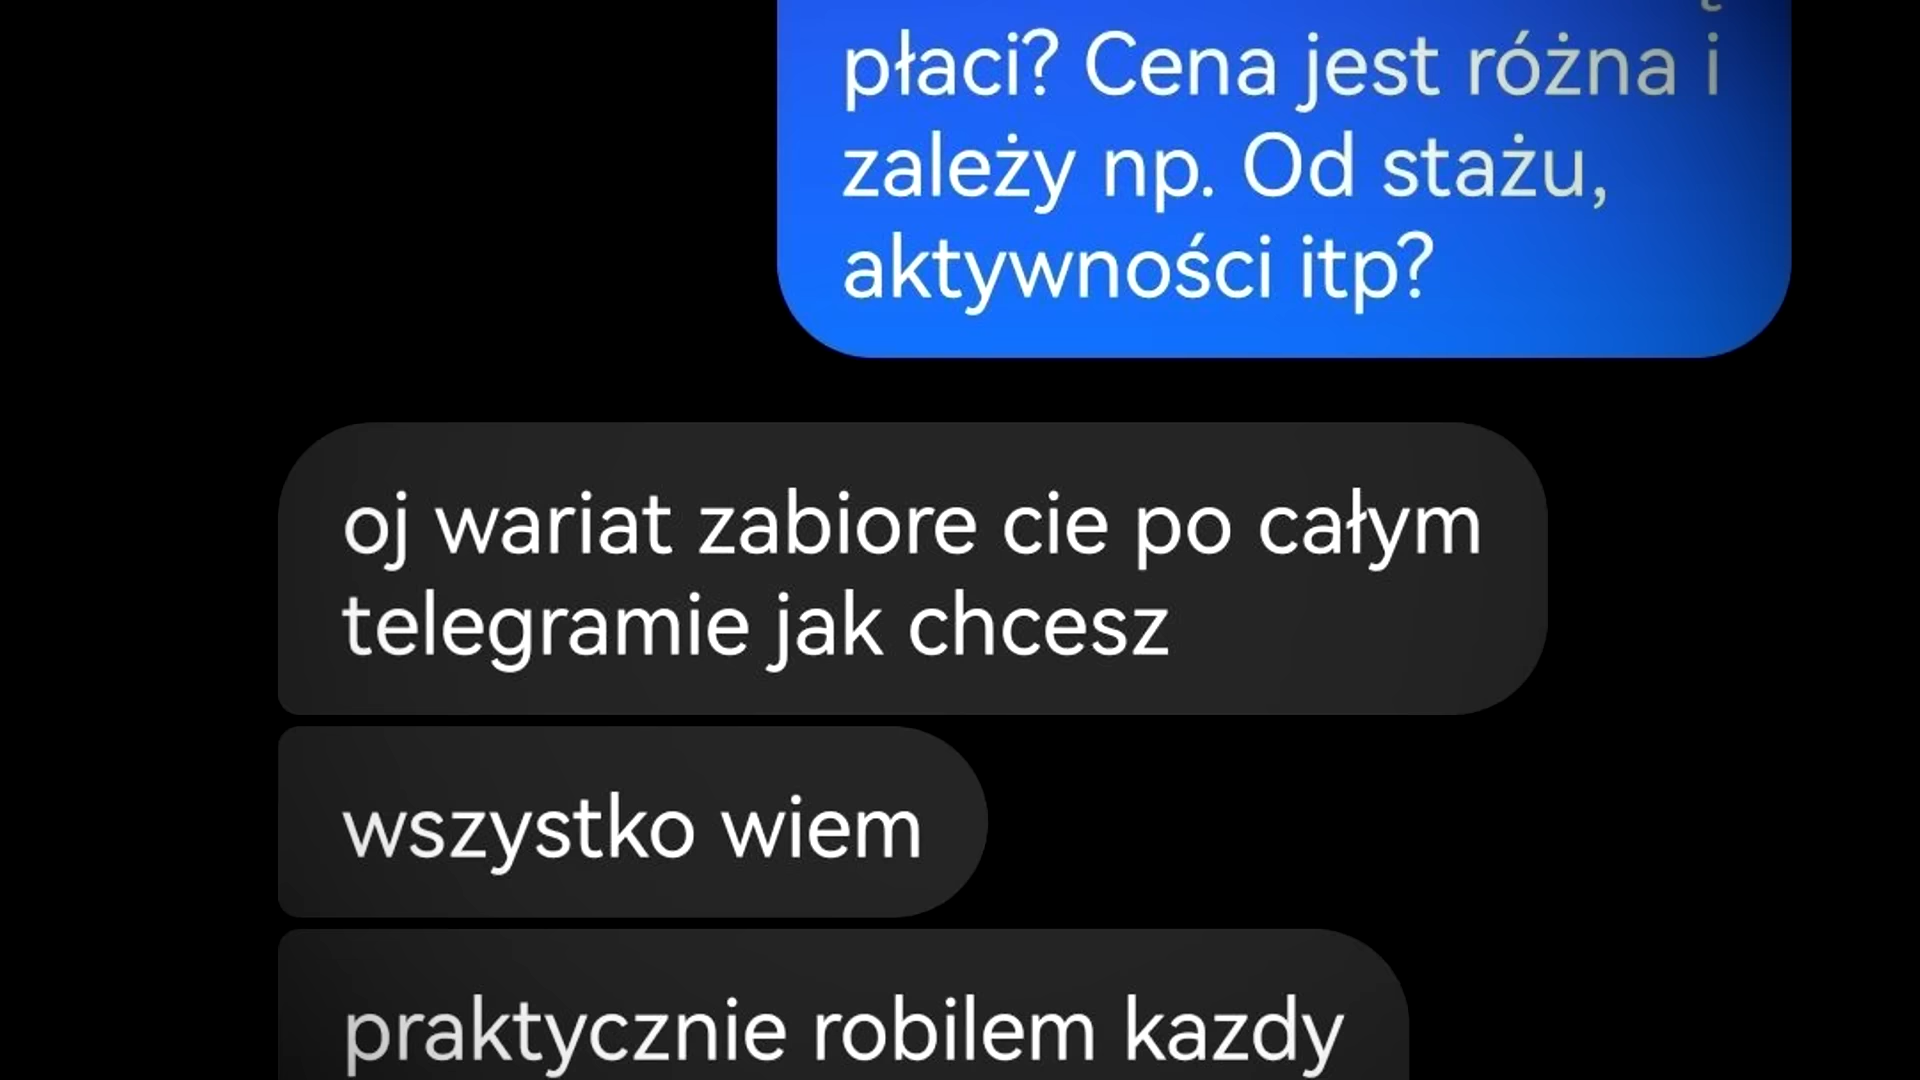 płaci? Cena jest różna i
zależy np. Od stażu,
aktywności itp?
oj wariat zabiore cie po całym
telegramie jak chcesz
wszystko wiem
praktycznie robilem kazdy